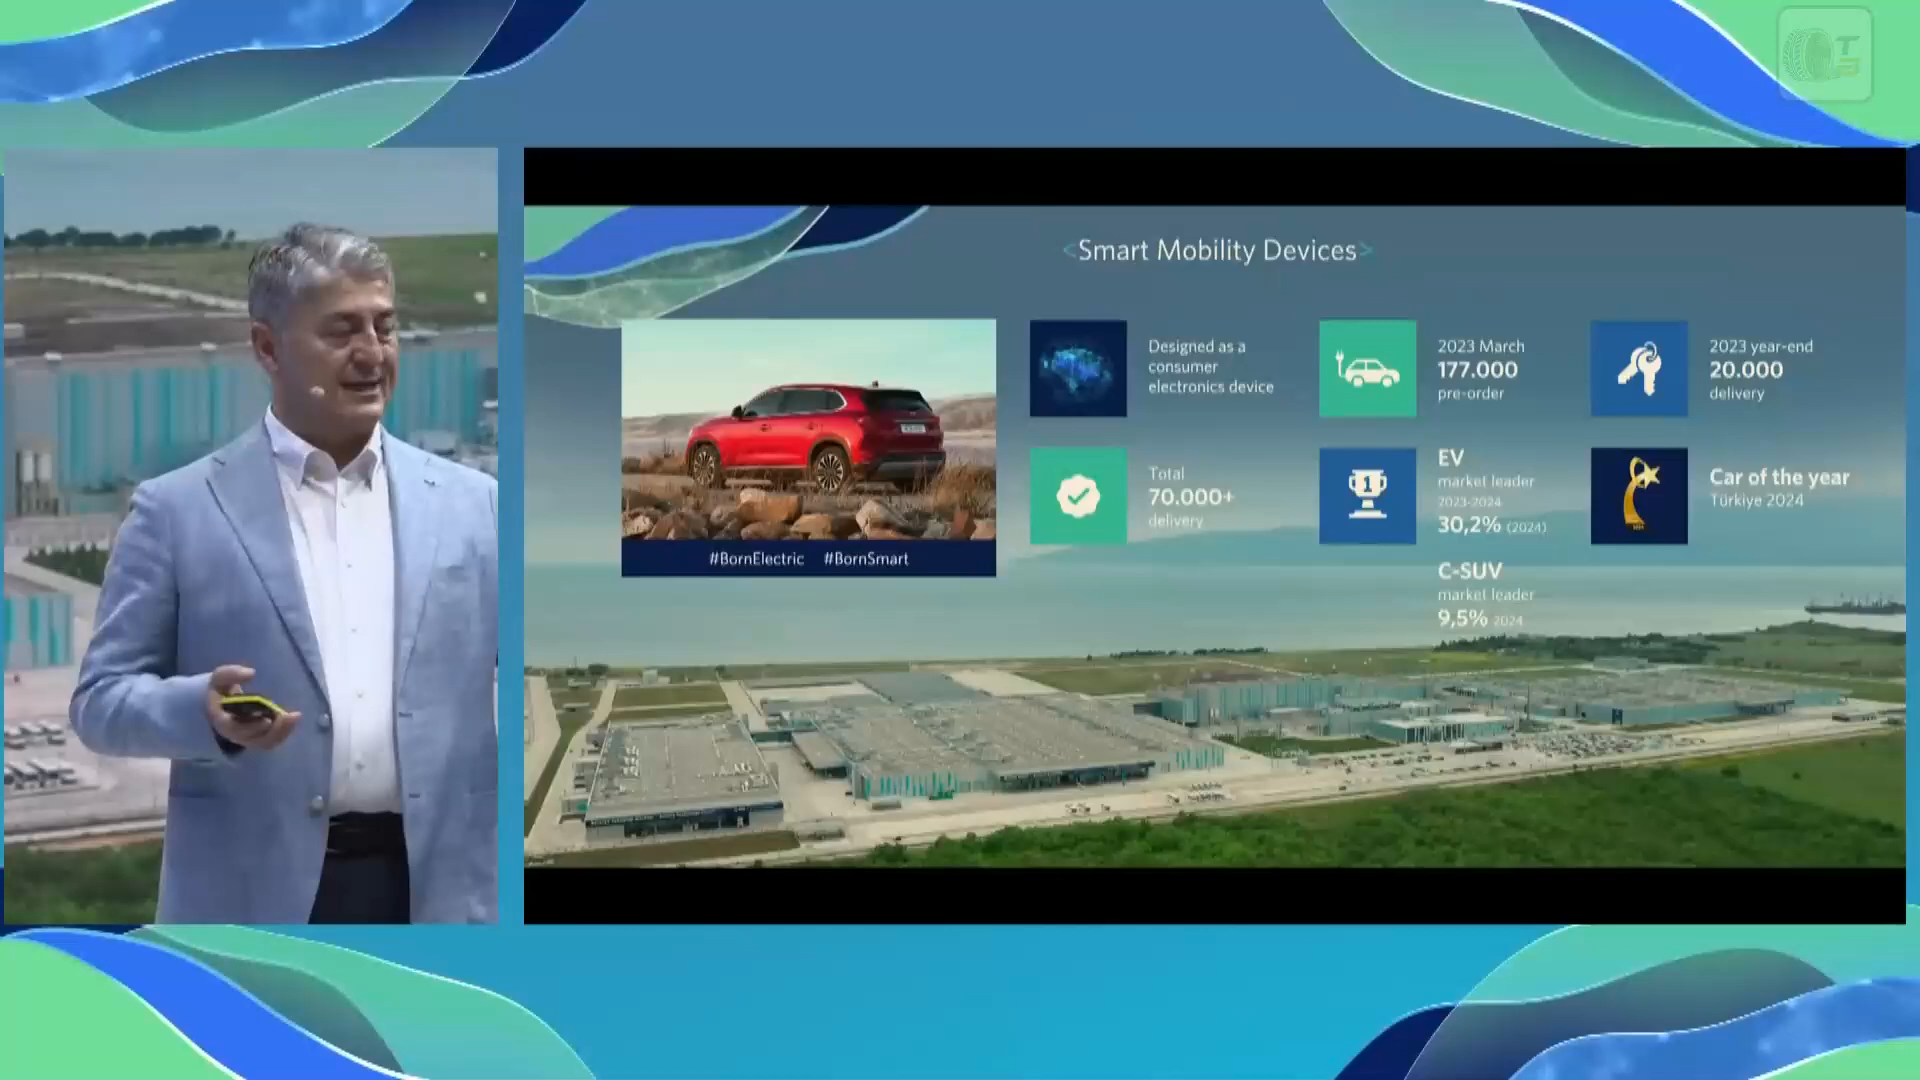 <Smart Mobility Devices>
Designed as a
consumer
electronics device
2023 March
177.000
pre-order
2023 year-end
20.000
delivery
Total
70.000+
delivery
1
EV
market leader
2023-2024
30,2% (2024)
C-SUV
market leader
9,5% 2024
Car of the year
Türkiye 2024
#BornElectric #BornSmart
T
3